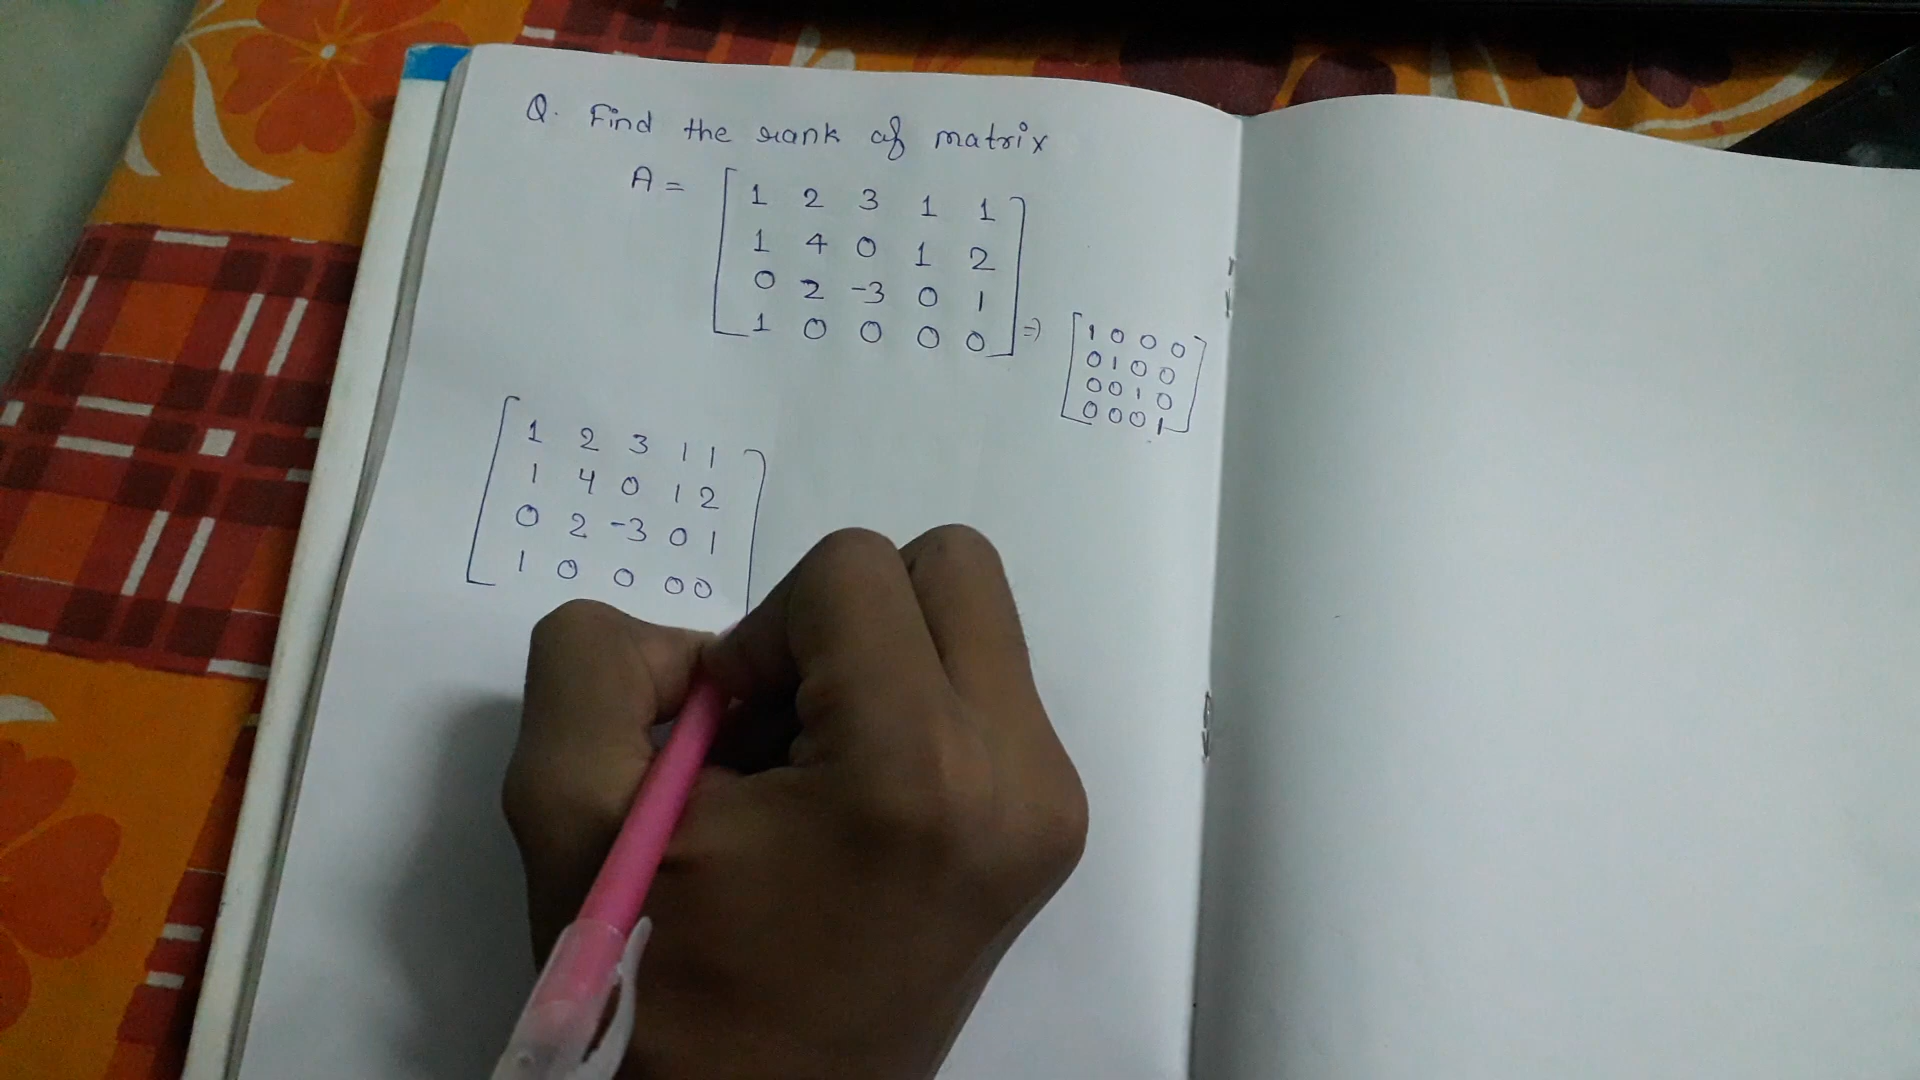 Q. Find the rank of matrix
A = [ 1 2 3 1 1
1 4 0 1 2
0 2 -3 0 1
1 0 0 0 0 ] ⇒
[ 1 0 0 0
0 1 0 0
0 0 1 0
0 0 0 1 ]
[ 1 2 3 1 1
1 4 0 1 2
0 2 -3 0 1
1 0 0 0 0 ]